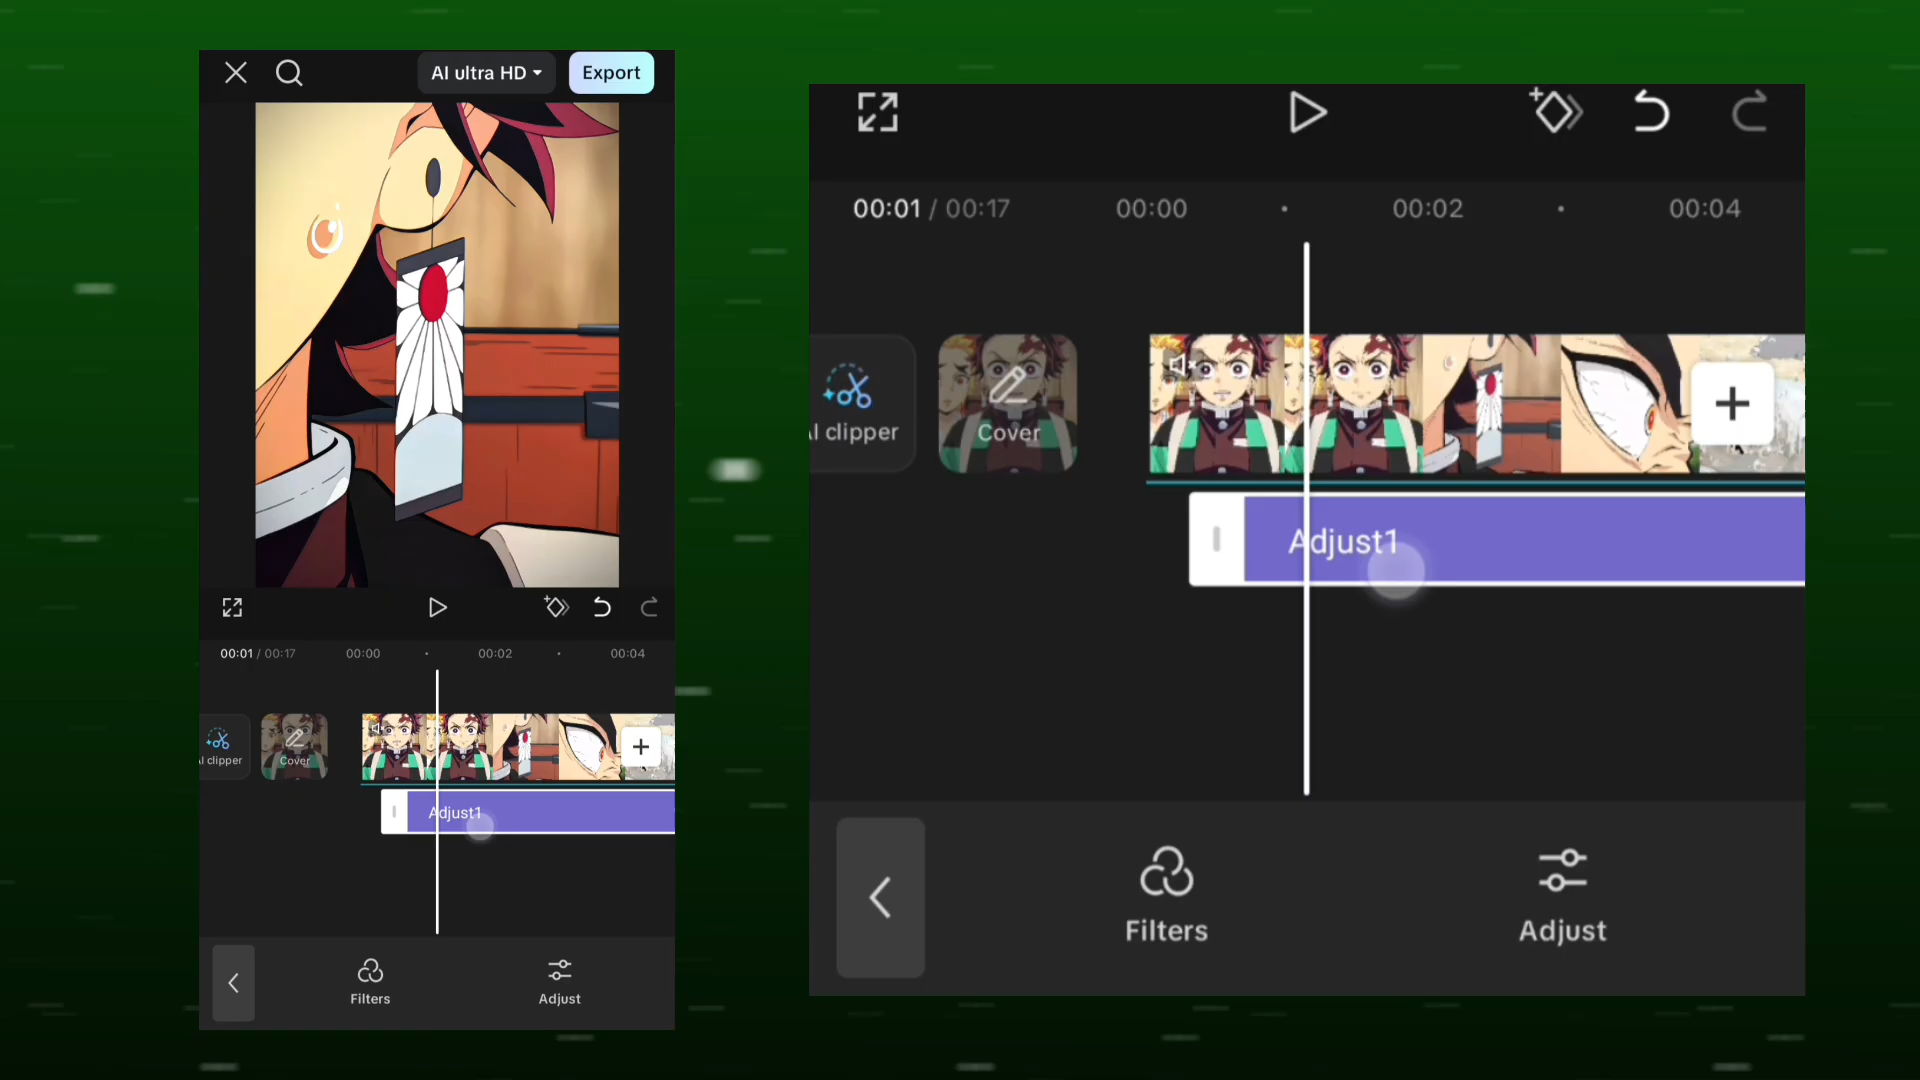 AI ultra HD
Export
00:01 / 00:17
00:00
00:02
00:04
Cover
Adjust1
Filters
Adjust
00:01 / 00:17
00:00
00:02
00:04
AI clipper
Cover
Adjust1
Filters
Adjust